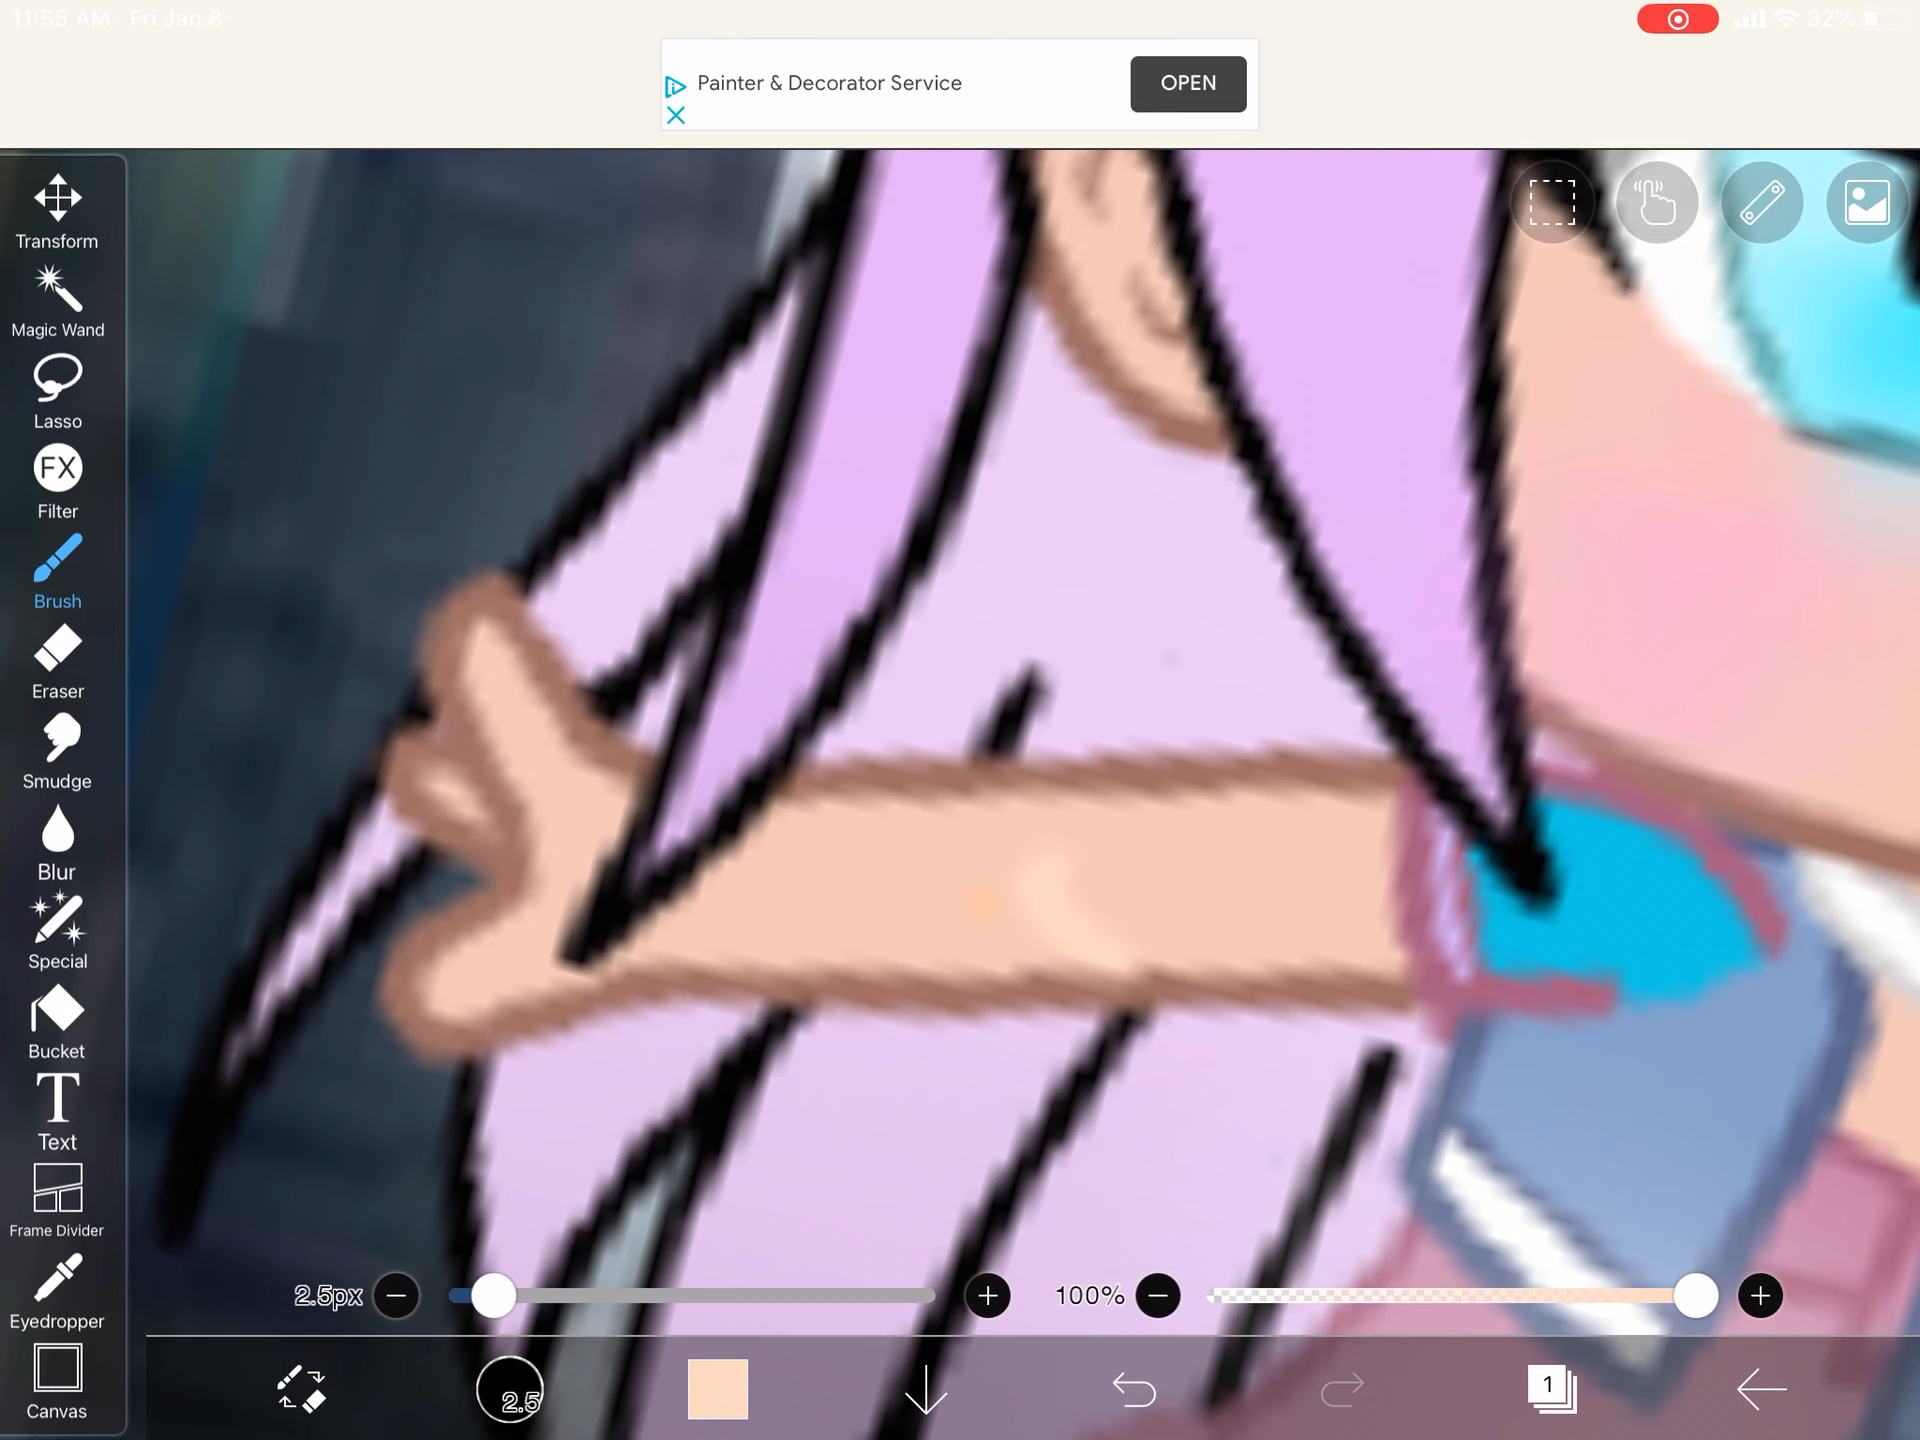 11:55 AM Fri Jan 8
32%
Painter & Decorator Service
OPEN
Transform
Magic Wand
Lasso
FX
Filter
Brush
Eraser
Smudge
Blur
Special
Bucket
T
Text
Frame Divider
Eyedropper
Canvas
2.5px
100%
2.5
1